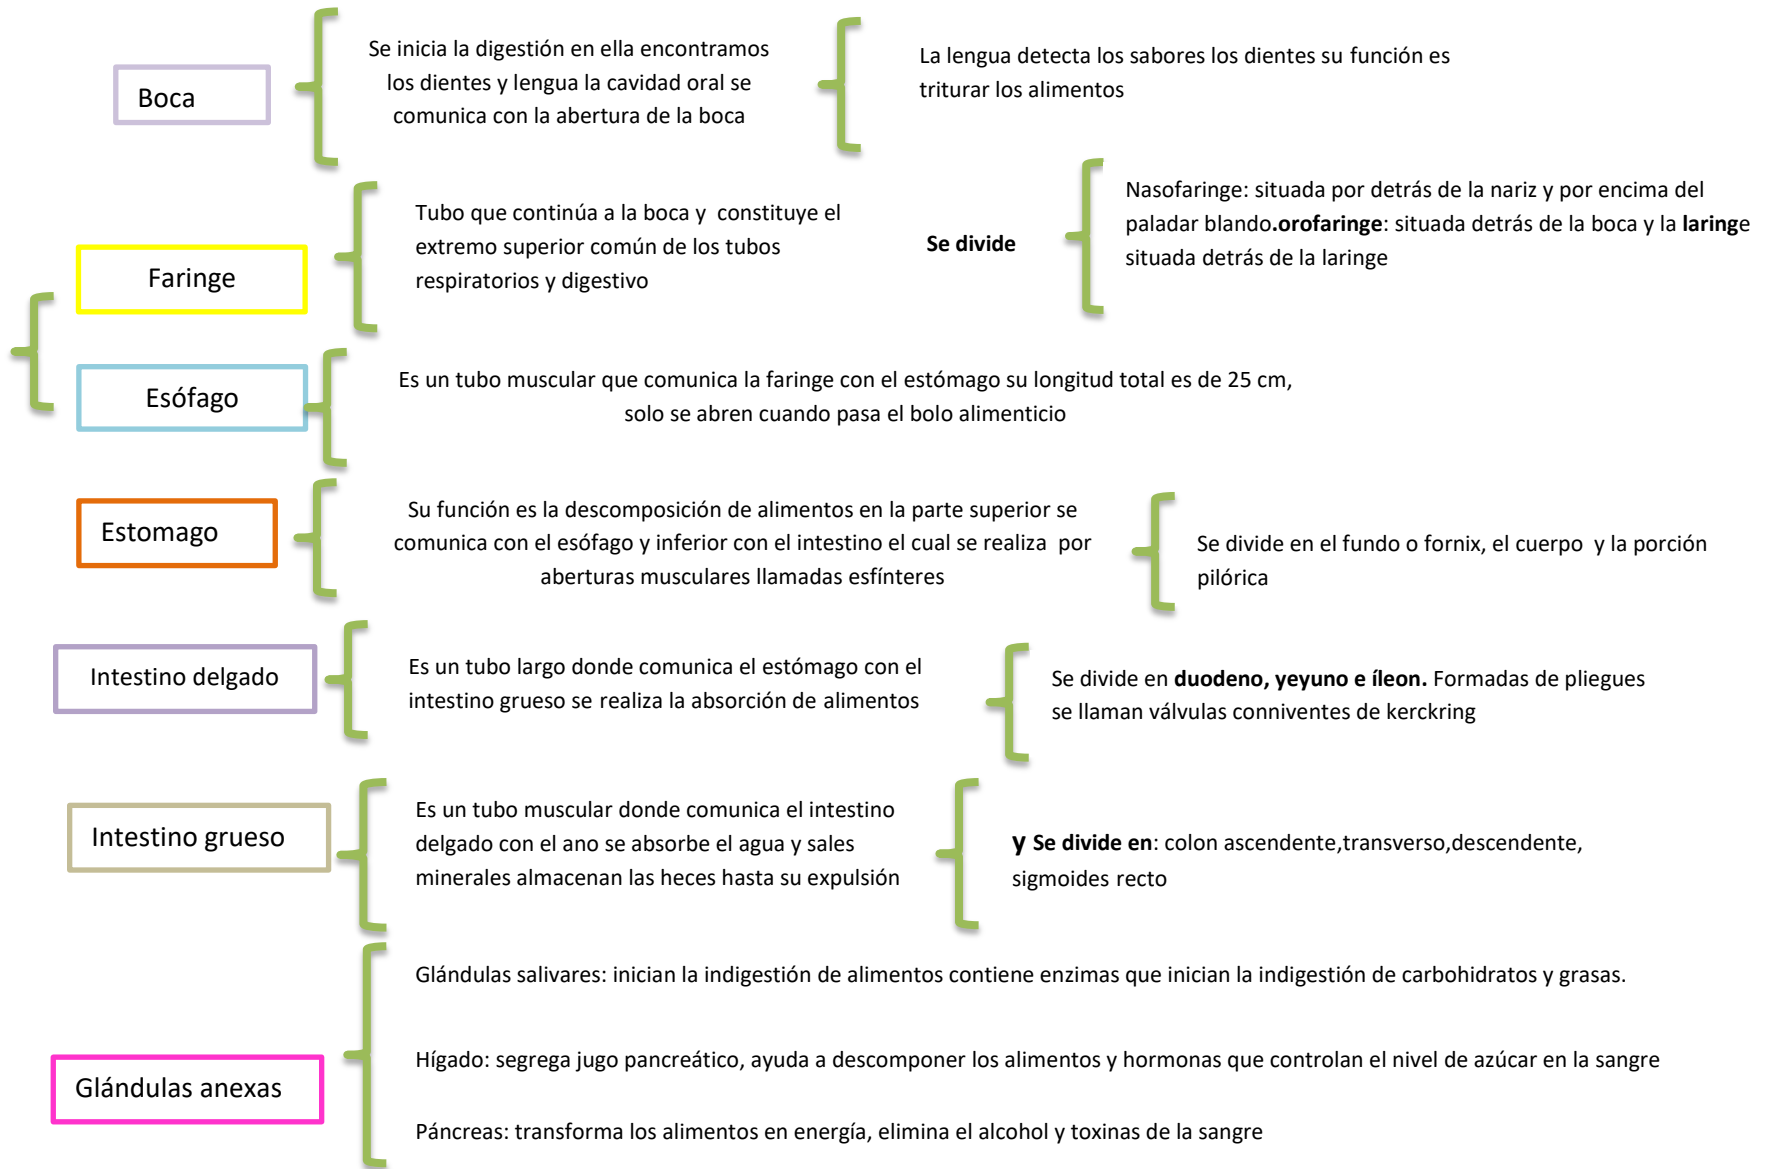 Boca
Se inicia la digestión en ella encontramos
los dientes y lengua la cavidad oral se
comunica con la abertura de la boca
La lengua detecta los sabores los dientes su función es
triturar los alimentos
Faringe
Tubo que continúa a la boca y constituye el
extremo superior común de los tubos
respiratorios y digestivo
Se divide
Nasofaringe: situada por detrás de la nariz y por encima del
paladar blando.orofaringe: situada detrás de la boca y la laringe
situada detrás de la laringe
Esófago
Es un tubo muscular que comunica la faringe con el estómago su longitud total es de 25 cm,
solo se abren cuando pasa el bolo alimenticio
Estomago
Su función es la descomposición de alimentos en la parte superior se
comunica con el esófago y inferior con el intestino el cual se realiza por
aberturas musculares llamadas esfínteres
Se divide en el fundo o fornix, el cuerpo y la porción
pilórica
Intestino delgado
Es un tubo largo donde comunica el estómago con el
intestino grueso se realiza la absorción de alimentos
Se divide en duodeno, yeyuno e íleon. Formadas de pliegues
se llaman válvulas conniventes de kerckring
Intestino grueso
Es un tubo muscular donde comunica el intestino
delgado con el ano se absorbe el agua y sales
minerales almacenan las heces hasta su expulsión
y Se divide en: colon ascendente,transverso,descendente,
sigmoides recto
Glándulas anexas
Glándulas salivares: inician la indigestión de alimentos contiene enzimas que inician la indigestión de carbohidratos y grasas.
Hígado: segrega jugo pancreático, ayuda a descomponer los alimentos y hormonas que controlan el nivel de azúcar en la sangre
Páncreas: transforma los alimentos en energía, elimina el alcohol y toxinas de la sangre